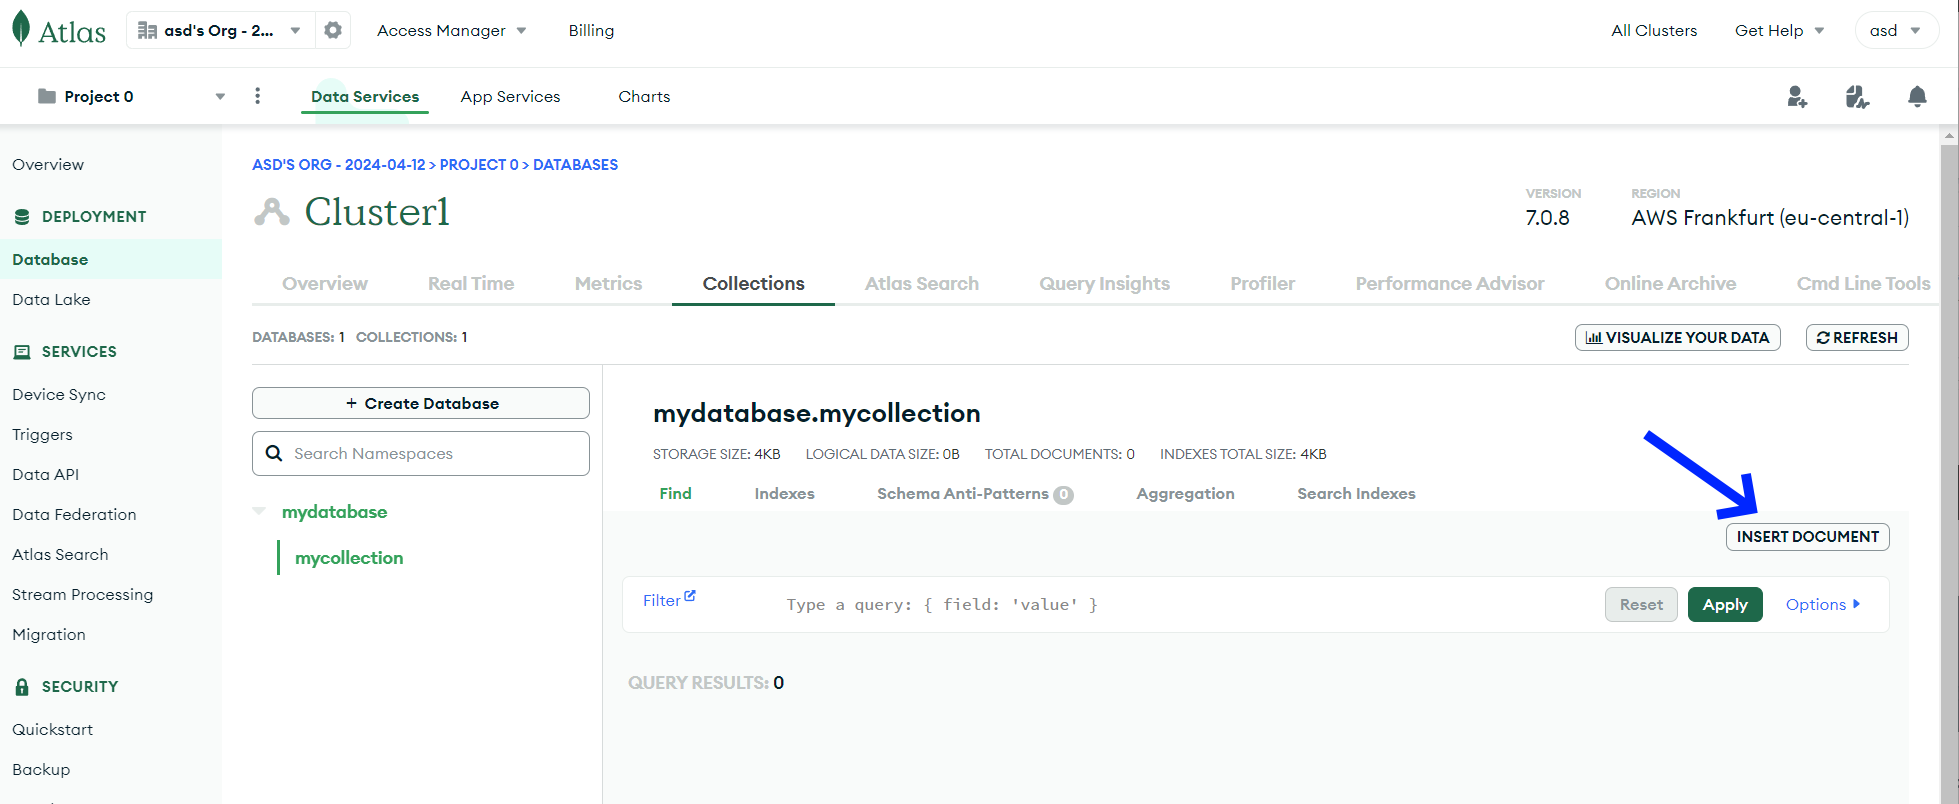 Atlas
asd's Org - 2...
Access Manager
Billing
All Clusters
Get Help
asd
Project 0
Data Services
App Services
Charts
Overview
DEPLOYMENT
Database
Data Lake
SERVICES
Device Sync
Triggers
Data API
Data Federation
Atlas Search
Stream Processing
Migration
SECURITY
Quickstart
Backup
ASD'S ORG - 2024-04-12 > PROJECT 0 > DATABASES
Cluster1
VERSION
7.0.8
REGION
AWS Frankfurt (eu-central-1)
Overview
Real Time
Metrics
Collections
Atlas Search
Query Insights
Profiler
Performance Advisor
Online Archive
Cmd Line Tools
DATABASES: 1 COLLECTIONS: 1
VISUALIZE YOUR DATA
REFRESH
+ Create Database
Search Namespaces
mydatabase
mycollection
mydatabase.mycollection
STORAGE SIZE: 4KB LOGICAL DATA SIZE: 0B TOTAL DOCUMENTS: 0 INDEXES TOTAL SIZE: 4KB
Find
Indexes
Schema Anti-Patterns 0
Aggregation
Search Indexes
INSERT DOCUMENT
Filter
Type a query: { field: 'value' }
Reset
Apply
Options
QUERY RESULTS: 0